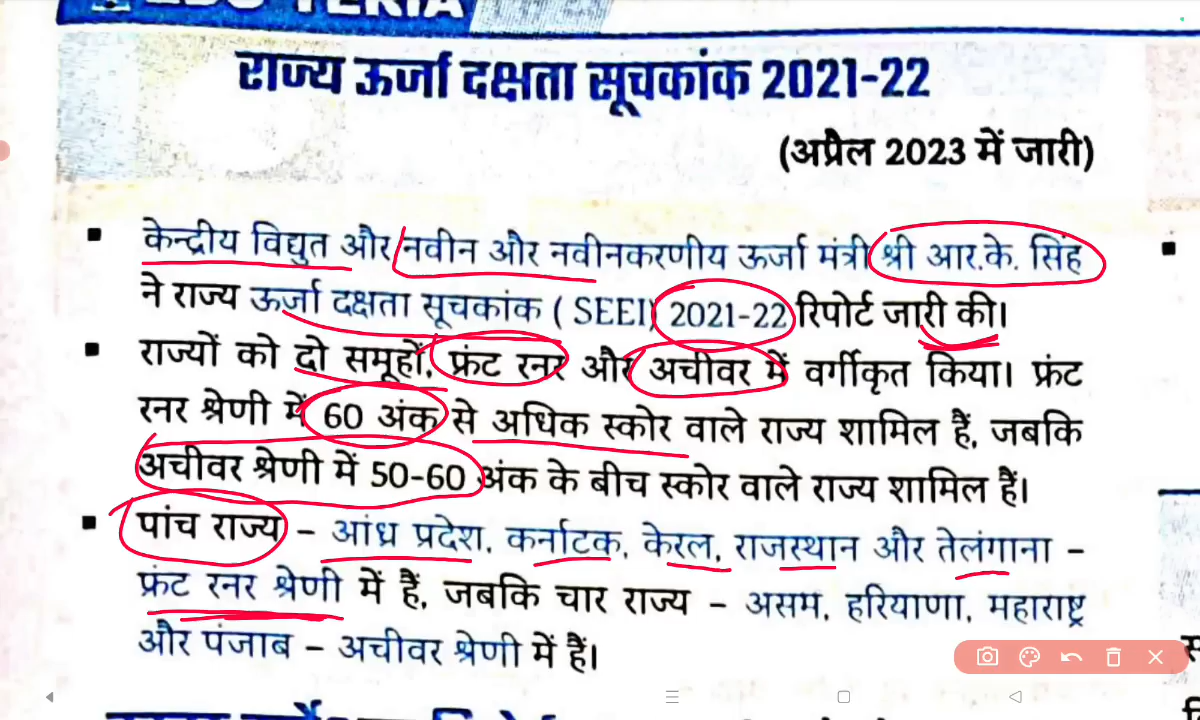 राज्य ऊर्जा दक्षता सूचकांक 2021-22
(अप्रैल 2023 में जारी)
▪ केन्द्रीय विद्युत और नवीन और नवीनकरणीय ऊर्जा मंत्री श्री आर.के. सिंह
ने राज्य ऊर्जा दक्षता सूचकांक ( SEEI) 2021-22 रिपोर्ट जारी की।
▪ राज्यों को दो समूहों, फ्रंट रनर और अचीवर में वर्गीकृत किया। फ्रंट
रनर श्रेणी में 60 अंक से अधिक स्कोर वाले राज्य शामिल हैं, जबकि
अचीवर श्रेणी में 50-60 अंक के बीच स्कोर वाले राज्य शामिल हैं।
▪ पांच राज्य – आंध्र प्रदेश, कर्नाटक, केरल, राजस्थान और तेलंगाना –
फ्रंट रनर श्रेणी में हैं, जबकि चार राज्य – असम, हरियाणा, महाराष्ट्र
और पंजाब – अचीवर श्रेणी में हैं।